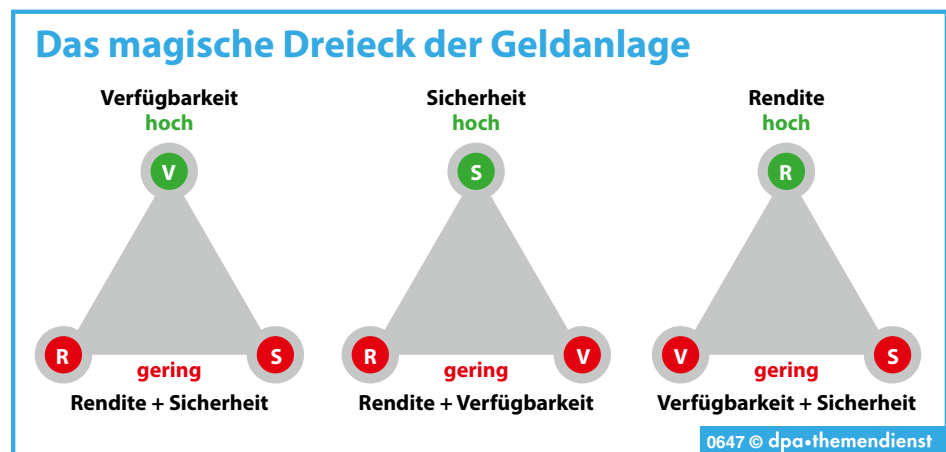 Das magische Dreieck der Geldanlage
Verfügbarkeit
hoch
V
R
S
gering
Rendite + Sicherheit
Sicherheit
hoch
S
R
V
gering
Rendite + Verfügbarkeit
Rendite
hoch
R
V
S
gering
Verfügbarkeit + Sicherheit
0647 © dpa•themendienst